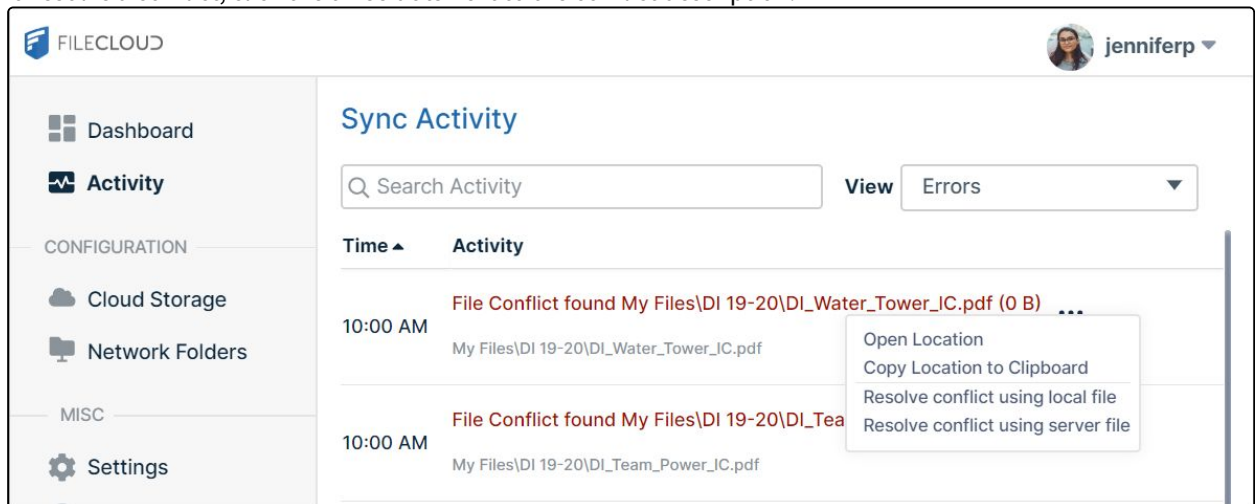 FILECLOUD
jenniferp
Dashboard
Activity
CONFIGURATION
Cloud Storage
Network Folders
MISC
Settings
Sync Activity
Search Activity
View Errors
Time Activity
10:00 AM
File Conflict found My Files\DI 19-20\DI_Water_Tower_IC.pdf (0 B) ...
My Files\DI 19-20\DI_Water_Tower_IC.pdf
Open Location
Copy Location to Clipboard
Resolve conflict using local file
Resolve conflict using server file
10:00 AM
File Conflict found My Files\DI 19-20\DI_Tea
My Files\DI 19-20\DI_Team_Power_IC.pdf